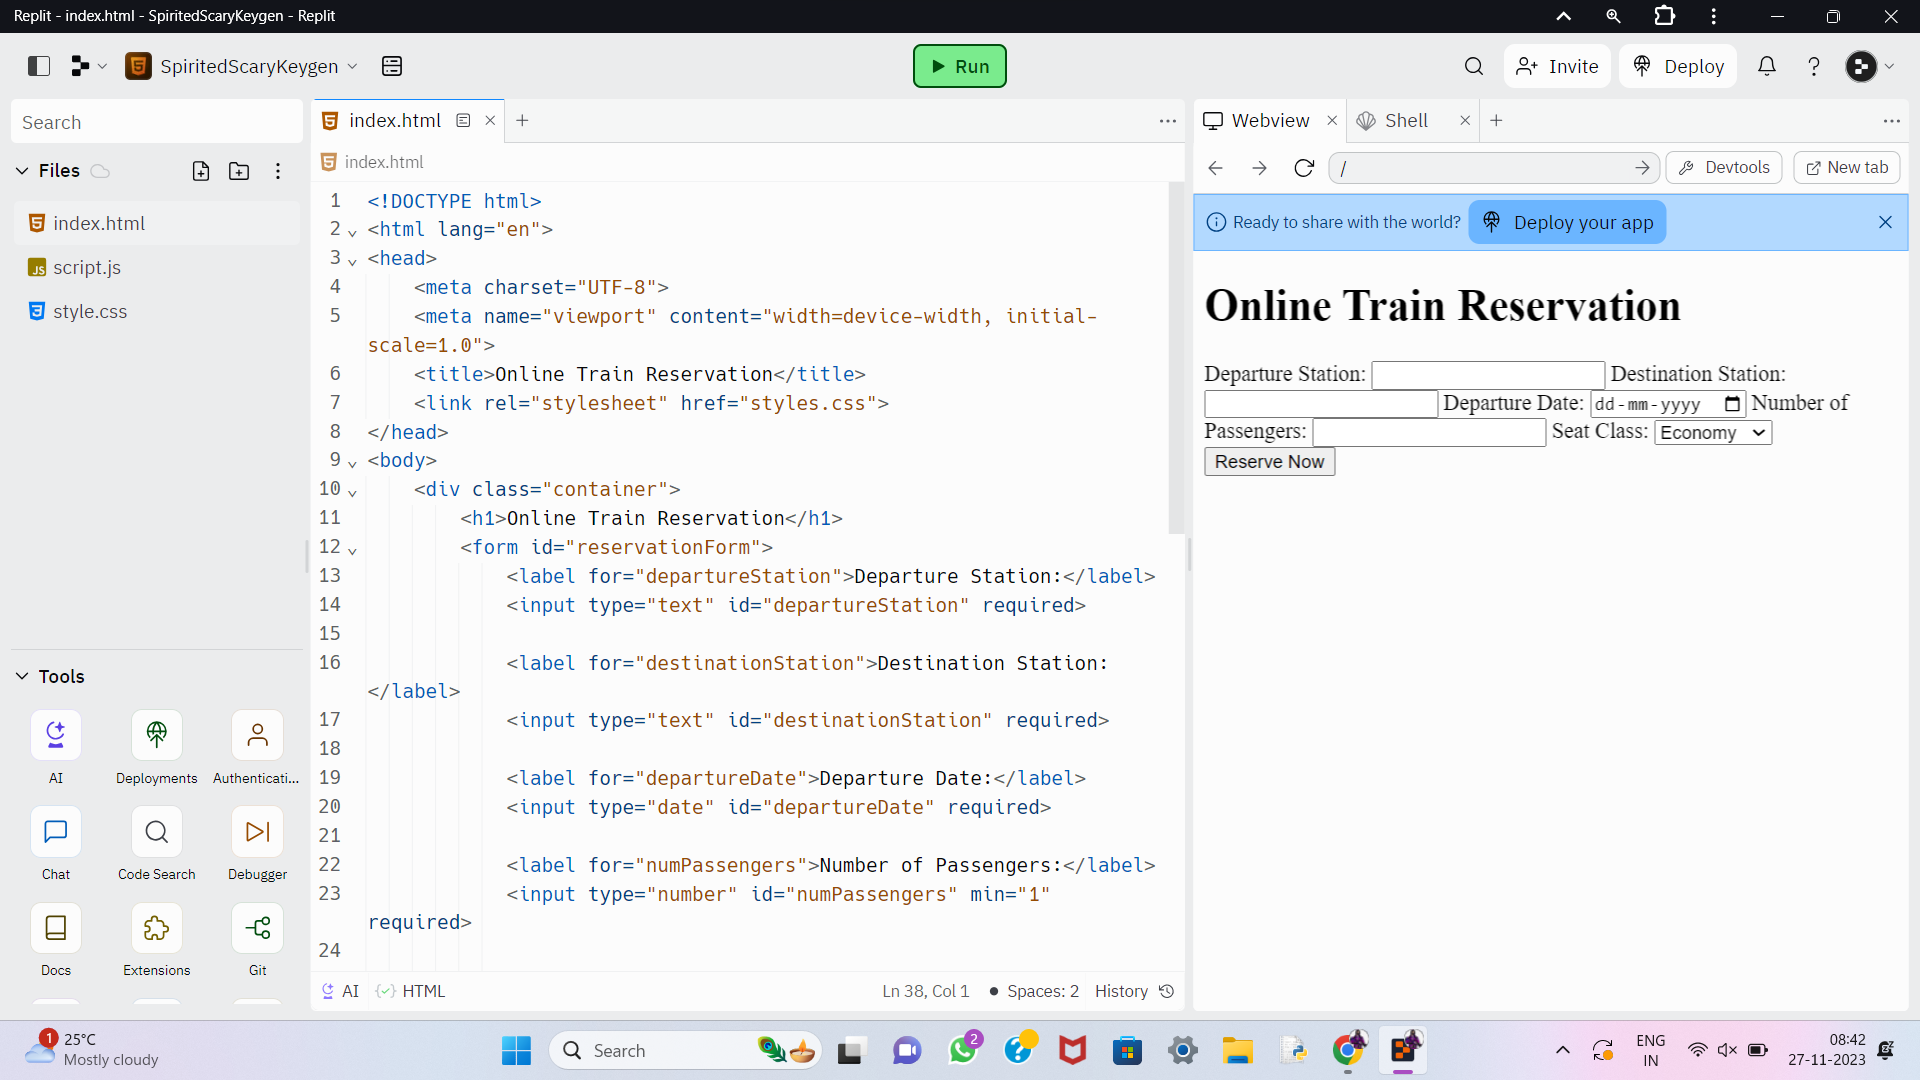 Replit - index.html - SpiritedScaryKeygen - Replit
SpiritedScaryKeygen
Run
Invite
Deploy
Search
Files
index.html
script.js
style.css
Tools
AI
Deployments
Authenticati...
Chat
Code Search
Debugger
Docs
Extensions
Git
index.html
index.html
1 <!DOCTYPE html>
2 <html lang="en">
3 <head>
4 <meta charset="UTF-8">
5 <meta name="viewport" content="width=device-width, initial-
scale=1.0">
6 <title>Online Train Reservation</title>
7 <link rel="stylesheet" href="styles.css">
8 </head>
9 <body>
10 <div class="container">
11 <h1>Online Train Reservation</h1>
12 <form id="reservationForm">
13 <label for="departureStation">Departure Station:</label>
14 <input type="text" id="departureStation" required>
15
16 <label for="destinationStation">Destination Station:
</label>
17 <input type="text" id="destinationStation" required>
18
19 <label for="departureDate">Departure Date:</label>
20 <input type="date" id="departureDate" required>
21
22 <label for="numPassengers">Number of Passengers:</label>
23 <input type="number" id="numPassengers" min="1"
required>
24
AI
HTML
Ln 38, Col 1
Spaces: 2
History
Webview
Shell
/
Devtools
New tab
Ready to share with the world?
Deploy your app
Online Train Reservation
Departure Station: Destination Station:
Departure Date: dd-mm-yyyy Number of
Passengers: Seat Class: Economy
Reserve Now
1
25°C
Mostly cloudy
Search
2
ENG
IN
08:42
27-11-2023